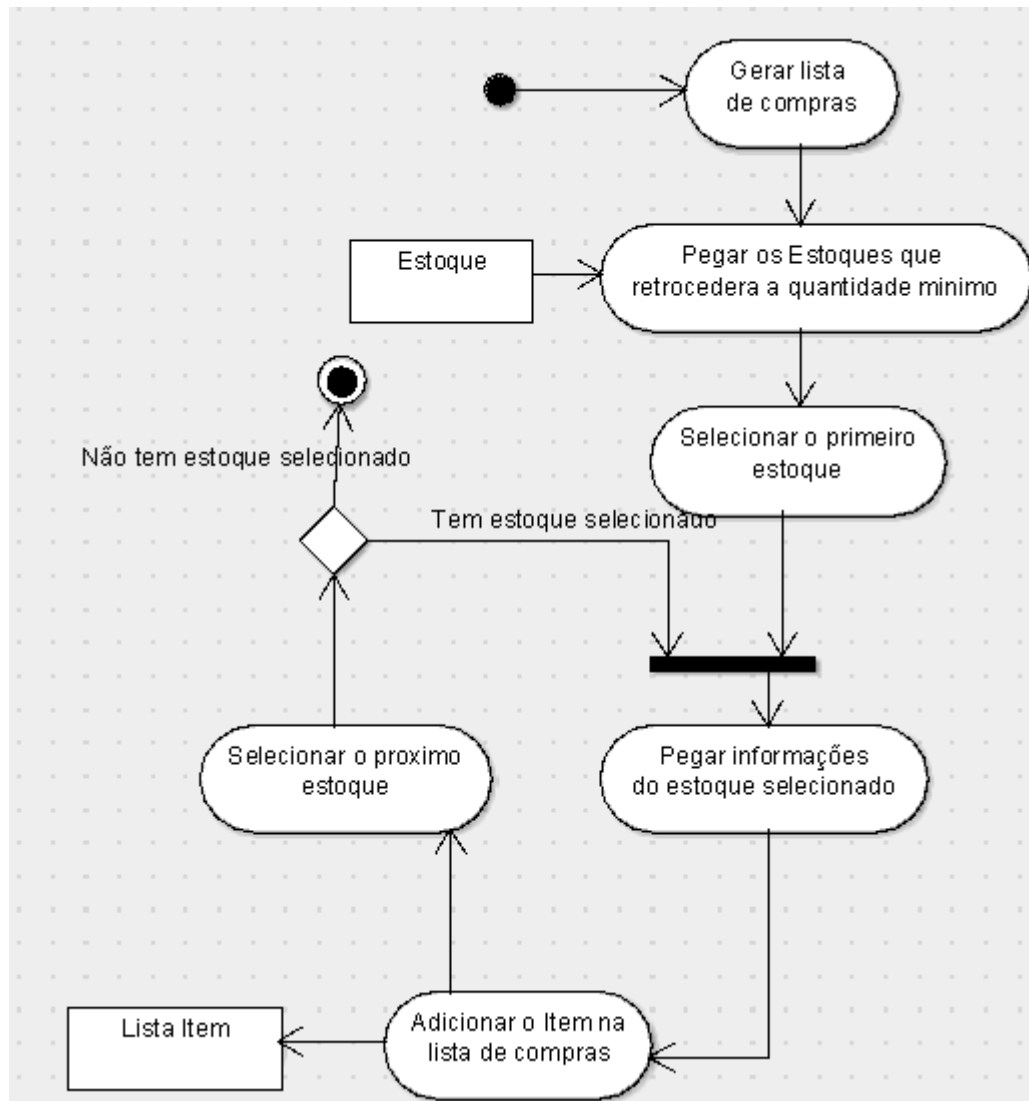 Gerar lista
de compras
Estoque
Pegar os Estoques que
retrocedera a quantidade minimo
Selecionar o primeiro
estoque
Não tem estoque selecionado
Tem estoque selecionado
Selecionar o proximo
estoque
Pegar informações
do estoque selecionado
Lista Item
Adicionar o Item na
lista de compras